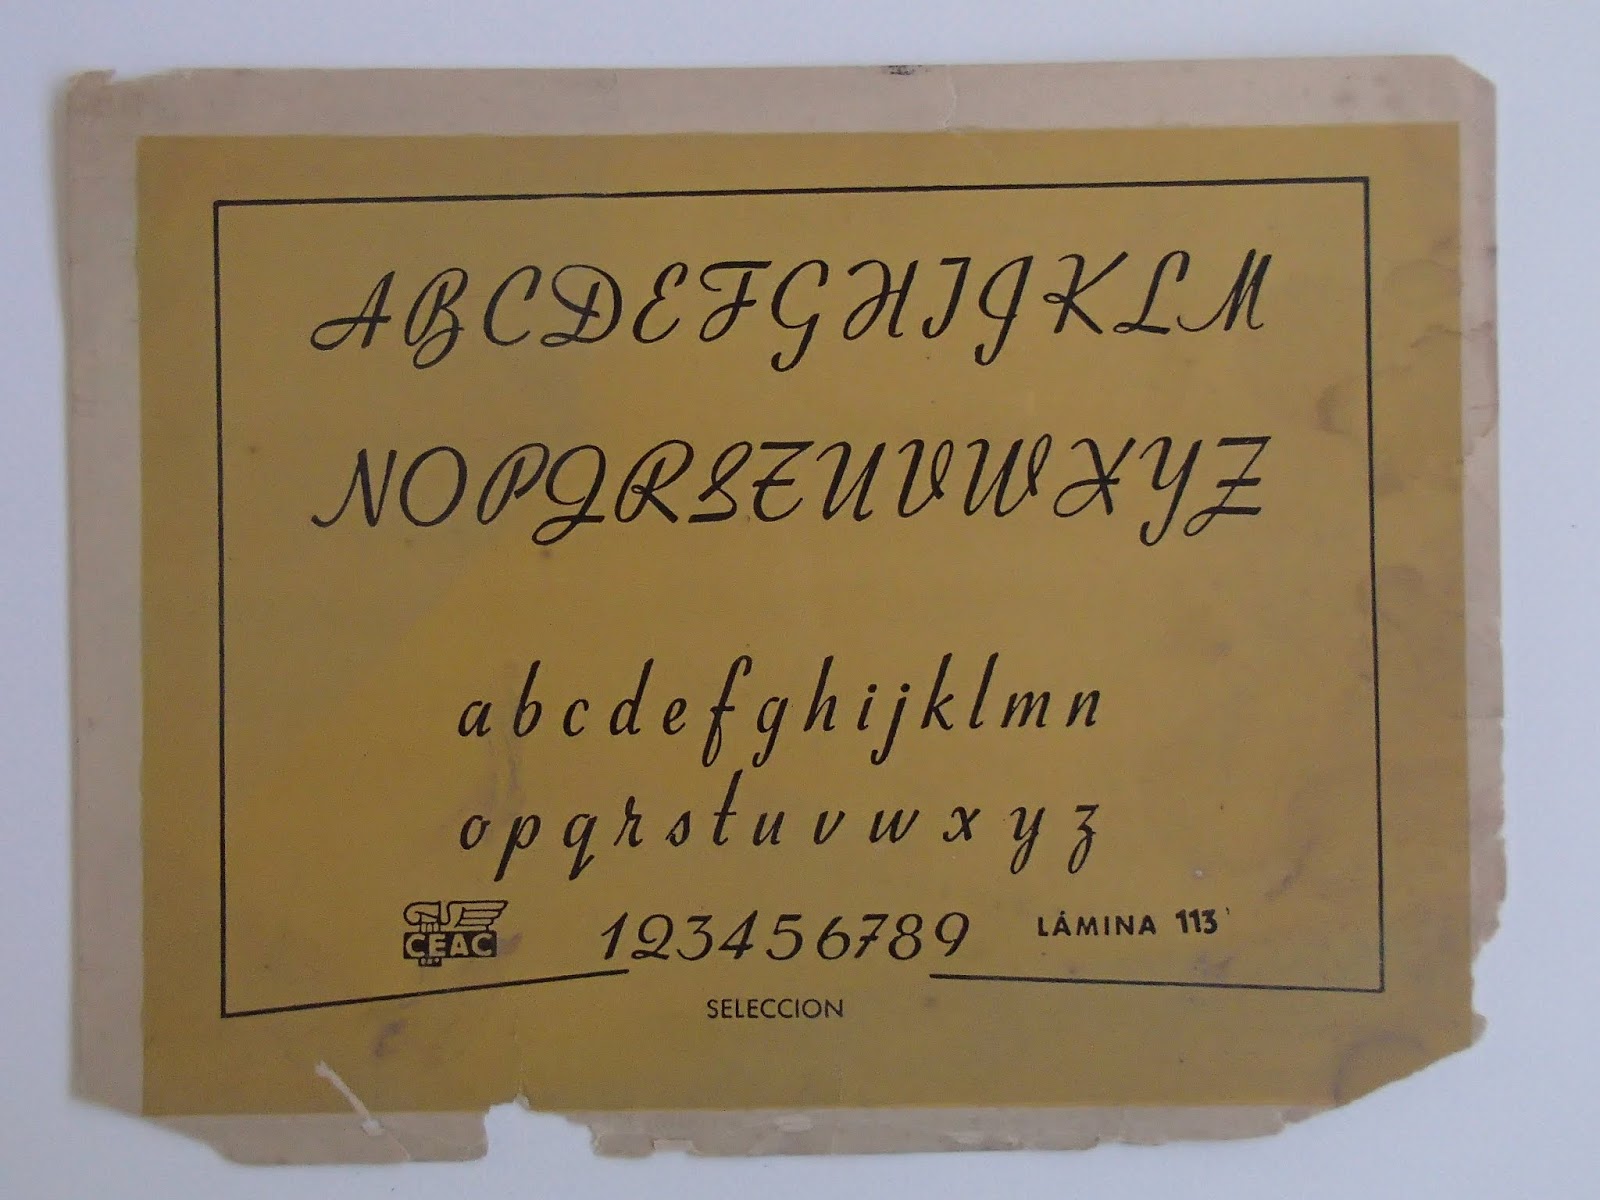 ABCDEFGHIJKLM
NOPQRSTUVWXYZ
abcdefghijklmn
opqrstuvwxyz
CEAC
123456789
LÁMINA 113
SELECCION